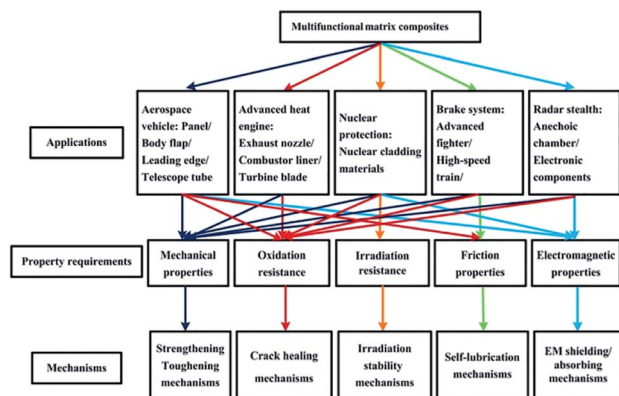 Multifunctional matrix composites
Applications
Aerospace
vehicle: Panel/
Body flap/
Leading edge/
Telescope tube
Advanced heat
engine:
Exhaust nozzle/
Combustor liner/
Turbine blade
Nuclear
protection:
Nuclear cladding
materials
Brake system:
Advanced
fighter/
High-speed
train/
Radar stealth:
Anechoic
chamber/
Electronic
components
Property requirements
Mechanical
properties
Oxidation
resistance
Irradiation
resistance
Friction
properties
Electromagnetic
properties
Mechanisms
Strengthening
Toughening
mechanisms
Crack healing
mechanisms
Irradiation
stability
mechanisms
Self-lubrication
mechanisms
EM shielding/
absorbing
mechanisms